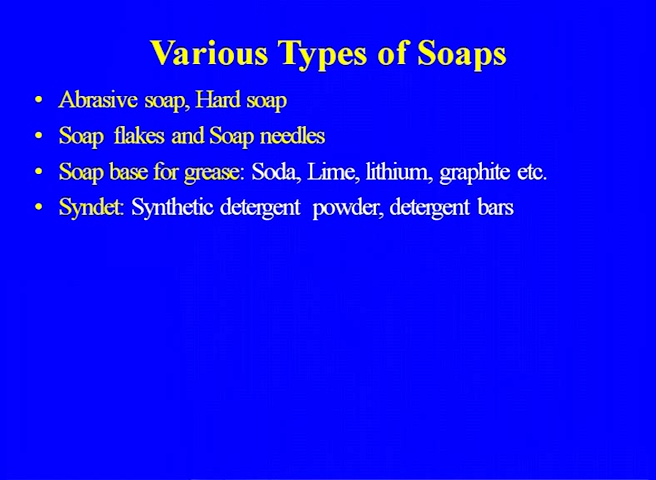 Various Types of Soaps
• Abrasive soap, Hard soap
• Soap flakes and Soap needles
• Soap base for grease: Soda, Lime, lithium, graphite etc.
• Syndet: Synthetic detergent powder, detergent bars